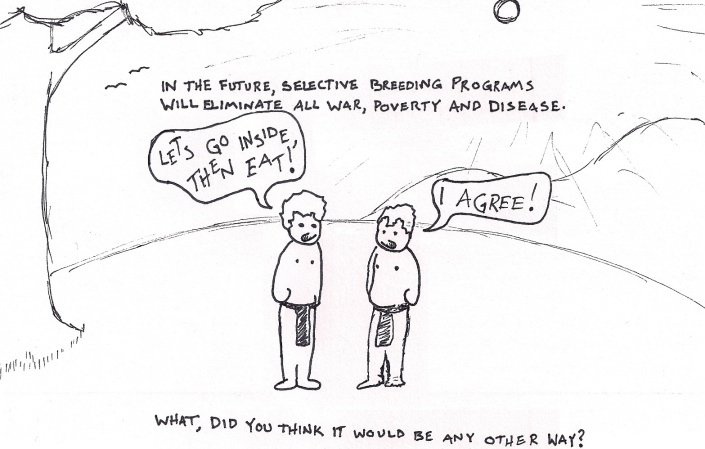 IN THE FUTURE, SELECTIVE BREEDING PROGRAMS
WILL ELIMINATE ALL WAR, POVERTY AND DISEASE.
LET'S GO INSIDE,
THEN EAT!
I AGREE!
WHAT, DID YOU THINK IT WOULD BE ANY OTHER WAY?